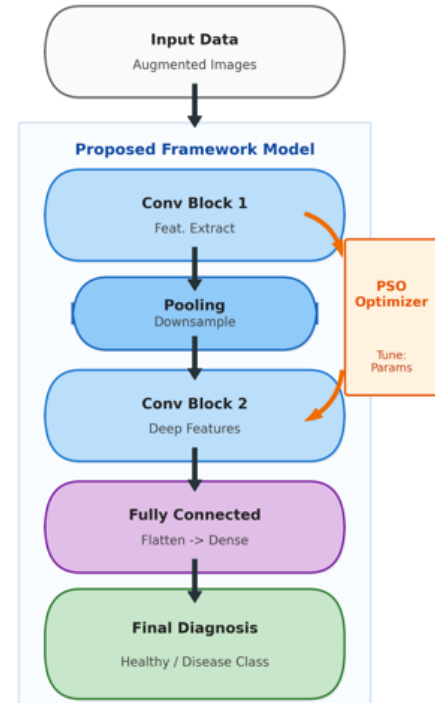 Input Data
Augmented Images
Proposed Framework Model
Conv Block 1
Feat. Extract
Pooling
Downsample
PSO
Optimizer
Tune:
Params
Conv Block 2
Deep Features
Fully Connected
Flatten -> Dense
Final Diagnosis
Healthy / Disease Class